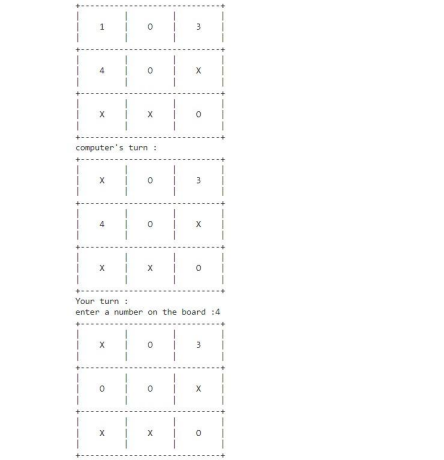 1 O 3
4 O X
X X O
computer's turn :
X O 3
4 O X
X X O
Your turn :
enter a number on the board :4
X O 3
O O X
X X O